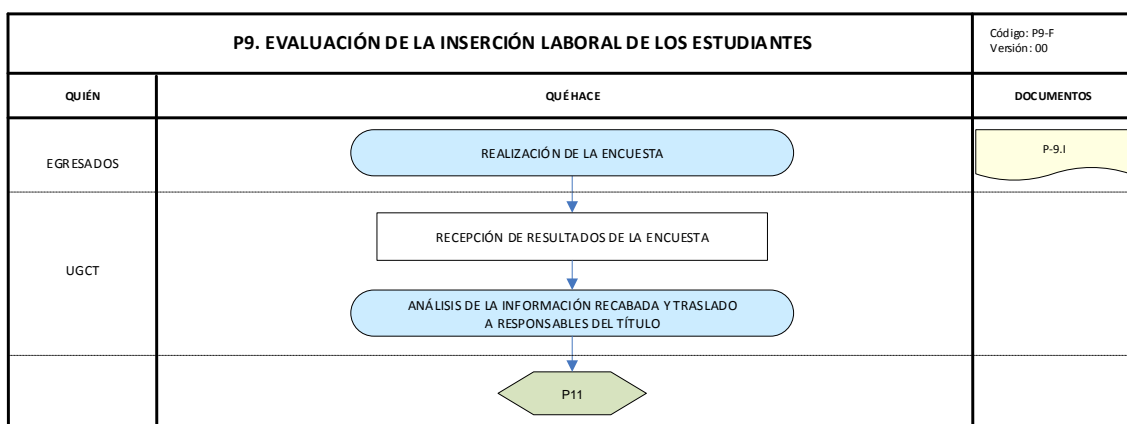 P9. EVALUACIÓN DE LA INSERCIÓN LABORAL DE LOS ESTUDIANTES
Código: P9-F
Versión: 00
QUIÉN
QUÉ HACE
DOCUMENTOS
EGRESADOS
REALIZACIÓN DE LA ENCUESTA
P-9.I
UGCT
RECEPCIÓN DE RESULTADOS DE LA ENCUESTA
ANÁLISIS DE LA INFORMACIÓN RECABADA Y TRASLADO
A RESPONSABLES DEL TÍTULO
P11